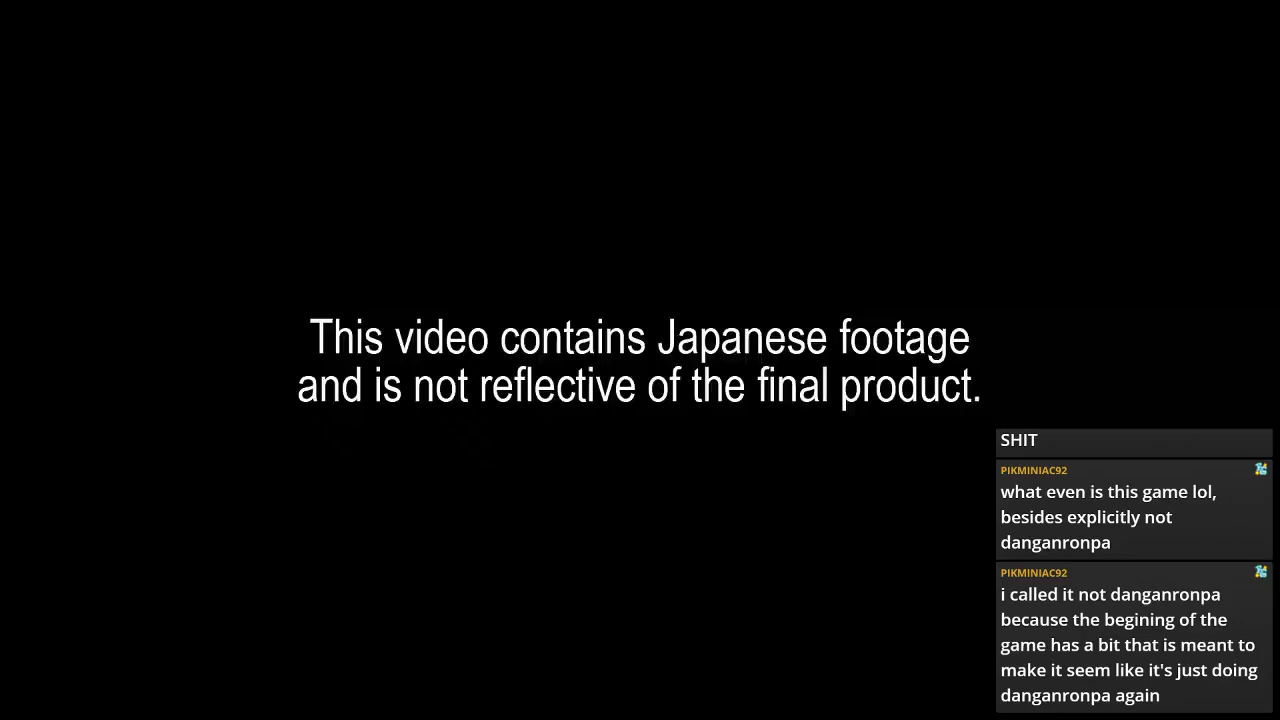 This video contains Japanese footage
and is not reflective of the final product.
SHIT
PIKMINIAC92
what even is this game lol,
besides explicitly not
danganronpa
PIKMINIAC92
i called it not danganronpa
because the begining of the
game has a bit that is meant to
make it seem like it's just doing
danganronpa again